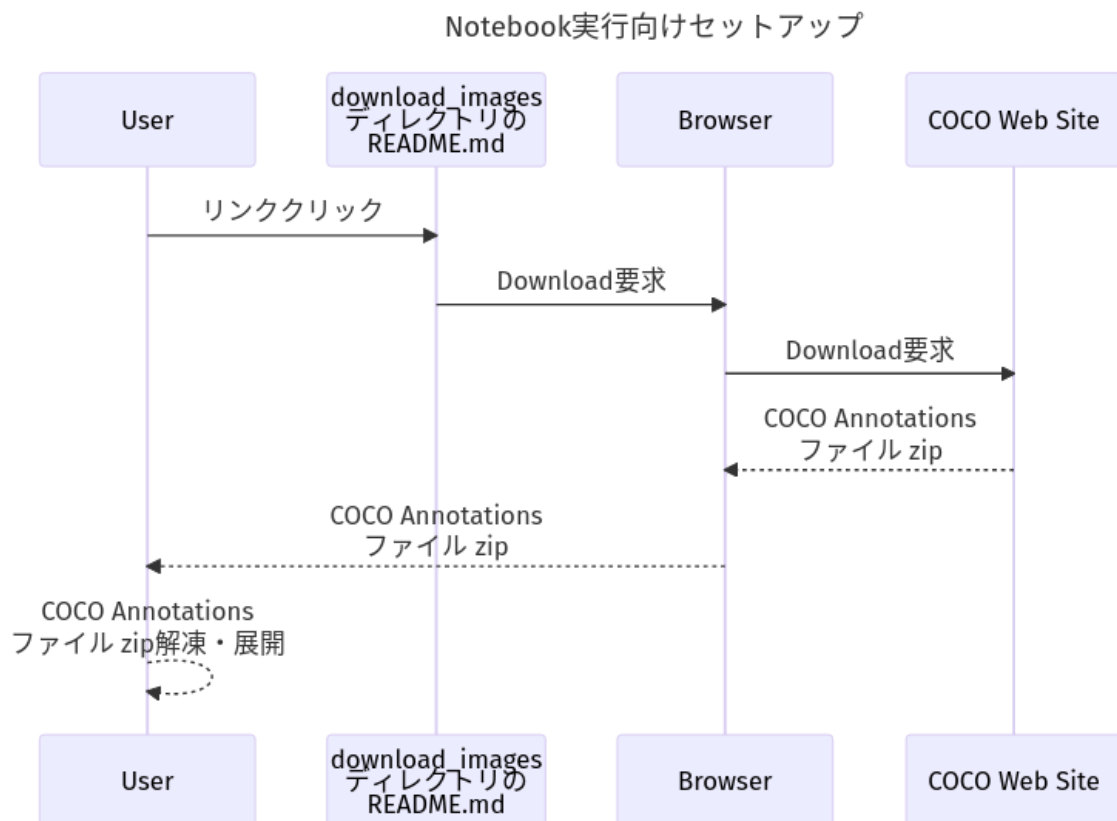 Notebook実行向けセットアップ
User
download_images
ディレクトリの
README.md
Browser
COCO Web Site
リンククリック
Download要求
Download要求
COCO Annotations
ファイル zip
COCO Annotations
ファイル zip
COCO Annotations
ファイル zip解凍・展開
User
download_images
ディレクトリの
README.md
Browser
COCO Web Site